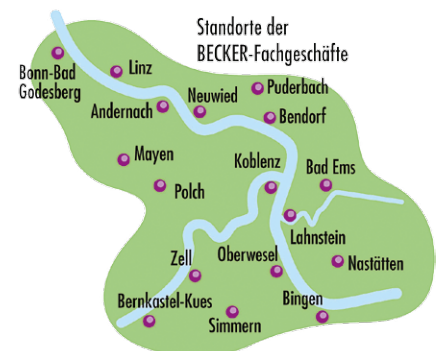 Standorte der
BECKER-Fachgeschäfte
Bonn-Bad
Godesberg
Linz
Andernach
Neuwied
Puderbach
Bendorf
Mayen
Polch
Koblenz
Bad Ems
Lahnstein
Zell
Oberwesel
Nastätten
Bernkastel-Kues
Simmern
Bingen